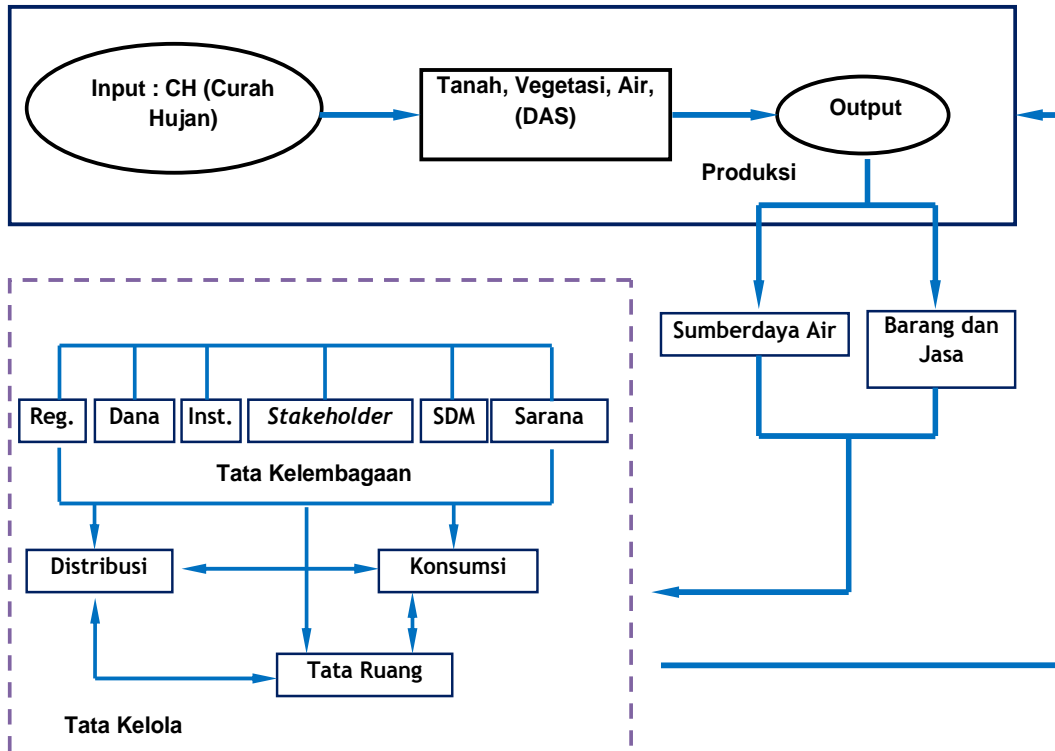 Input : CH (Curah
Hujan)
Tanah, Vegetasi, Air,
(DAS)
Output
Produksi
Sumberdaya Air
Barang dan
Jasa
Reg.
Dana
Inst.
Stakeholder
SDM
Sarana
Tata Kelembagaan
Distribusi
Konsumsi
Tata Ruang
Tata Kelola